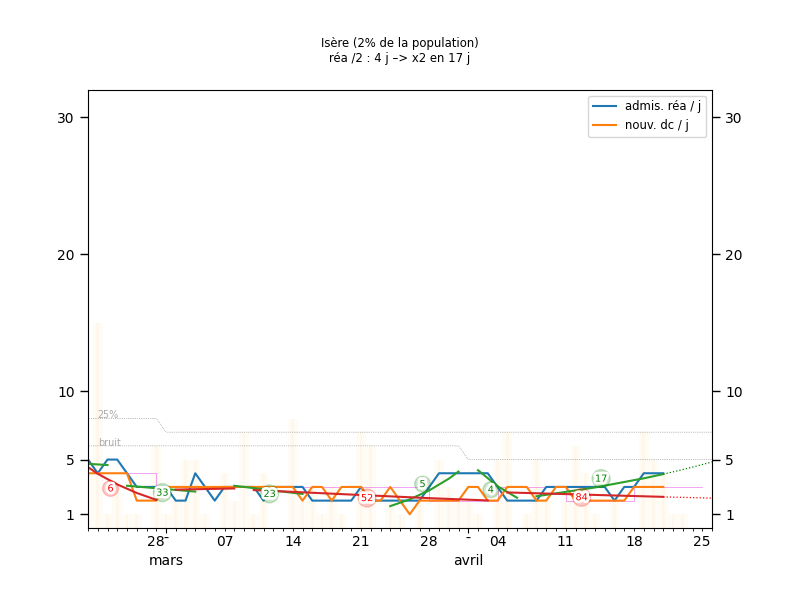 Isère (2% de la population)
réa /2 : 4 j –> x2 en 17 j
admis. réa / j
nouv. dc / j
30 30
20 20
10 10
25%
bruit
5 5
1 1
6 33 23 52 5 4 84 17
28 07 14 21 28 04 11 18 25
mars avril